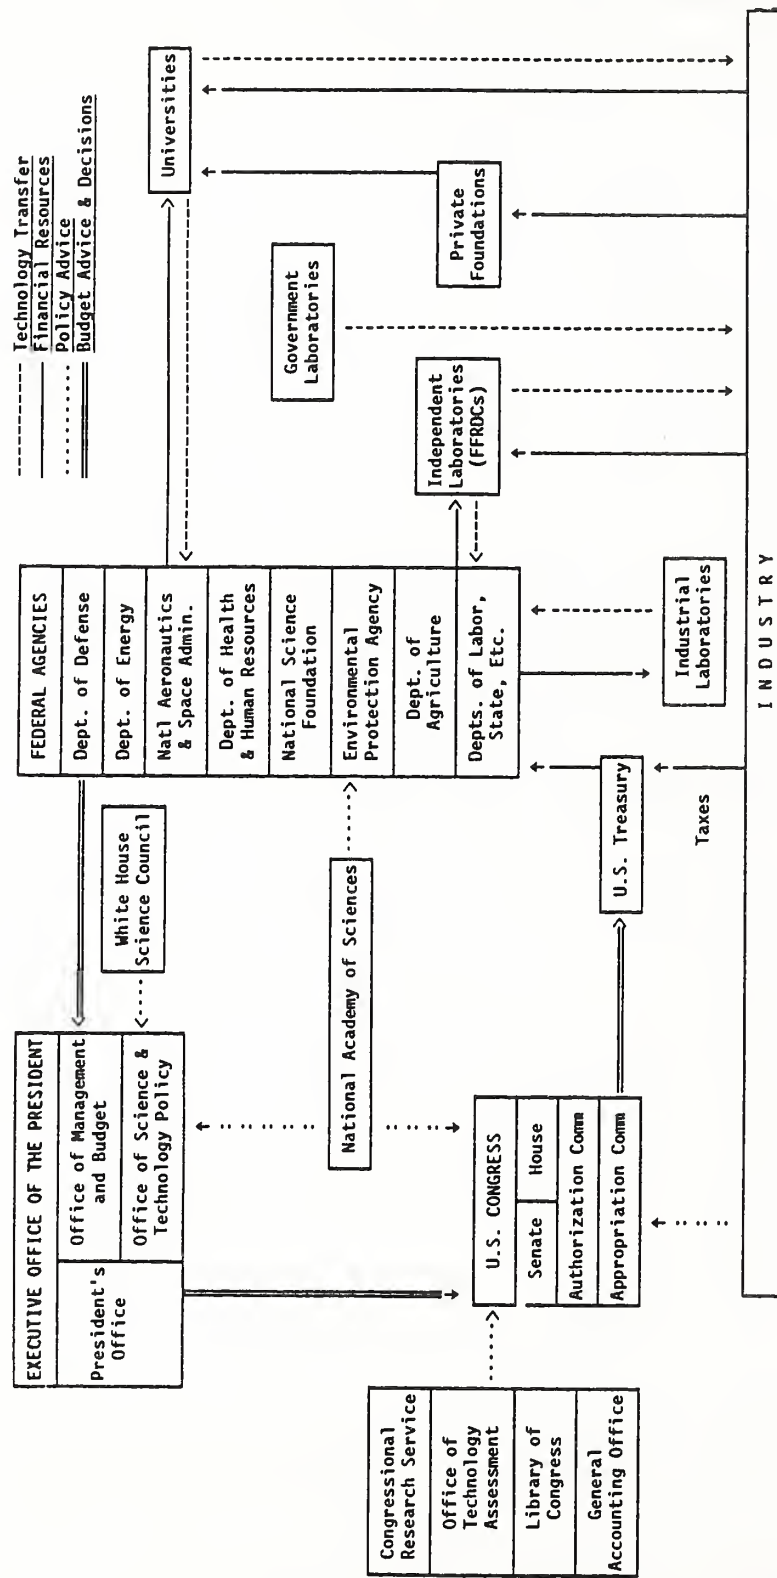 Technology Transfer
Financial Resources
Policy Advice
Budget Advice & Decisions
EXECUTIVE OFFICE OF THE PRESIDENT
President's
Office
Office of Management
and Budget
Office of Science &
Technology Policy
White House
Science Council
FEDERAL AGENCIES
Dept. of Defense
Dept. of Energy
Natl Aeronautics
& Space Admin.
Dept. of Health
& Human Resources
National Science
Foundation
Environmental
Protection Agency
Dept. of
Agriculture
Depts. of Labor,
State, Etc.
Universities
Government
Laboratories
National Academy of Sciences
Congressional
Research Service
Office of
Technology
Assessment
Library of
Congress
General
Accounting Office
U.S. CONGRESS
Senate
House
Authorization Comm
Appropriation Comm
Independent
Laboratories
(FFRDCs)
Private
Foundations
U.S. Treasury
Industrial
Laboratories
Taxes
INDUSTRY